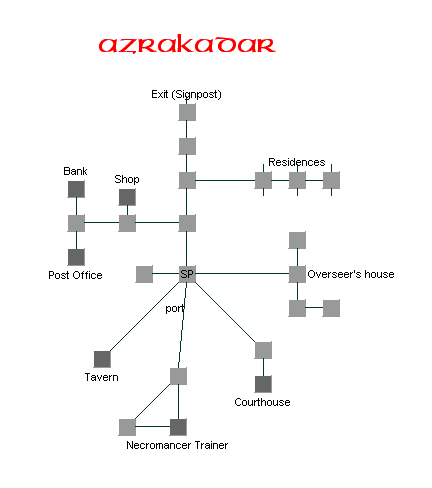 AZRAKADAR
Exit (Signpost)
Residences
Bank
Shop
Post Office
SP
Overseer's house
port
Tavern
Courthouse
Necromancer Trainer